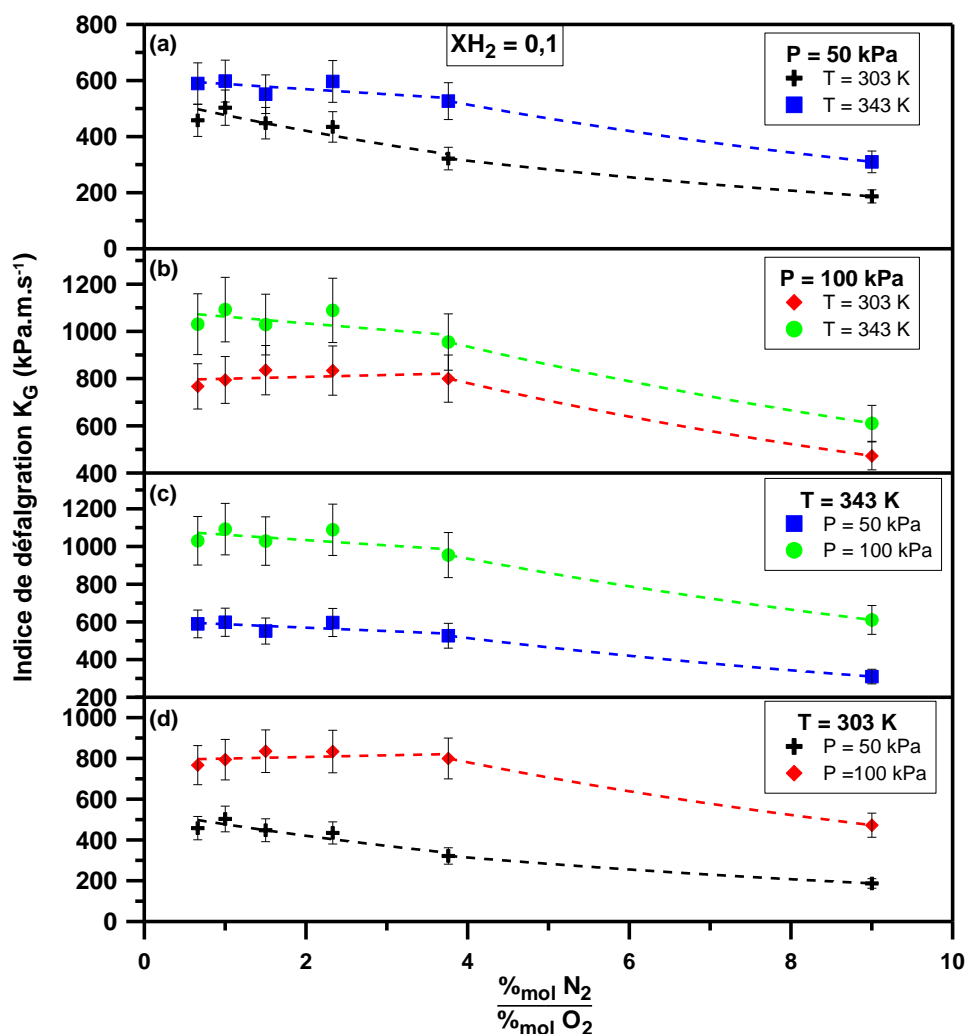 XH2 = 0,1
Indice de défalgration KG (kPa.m.s-1)
(a)
P = 50 kPa
T = 303 K
T = 343 K
800
600
400
200
0
(b)
P = 100 kPa
T = 303 K
T = 343 K
1200
1000
800
600
400
(c)
T = 343 K
P = 50 kPa
P = 100 kPa
1200
1000
800
600
400
200
(d)
T = 303 K
P = 50 kPa
P =100 kPa
1000
800
600
400
200
0
0 2 4 6 8 10
%mol N2
%mol O2